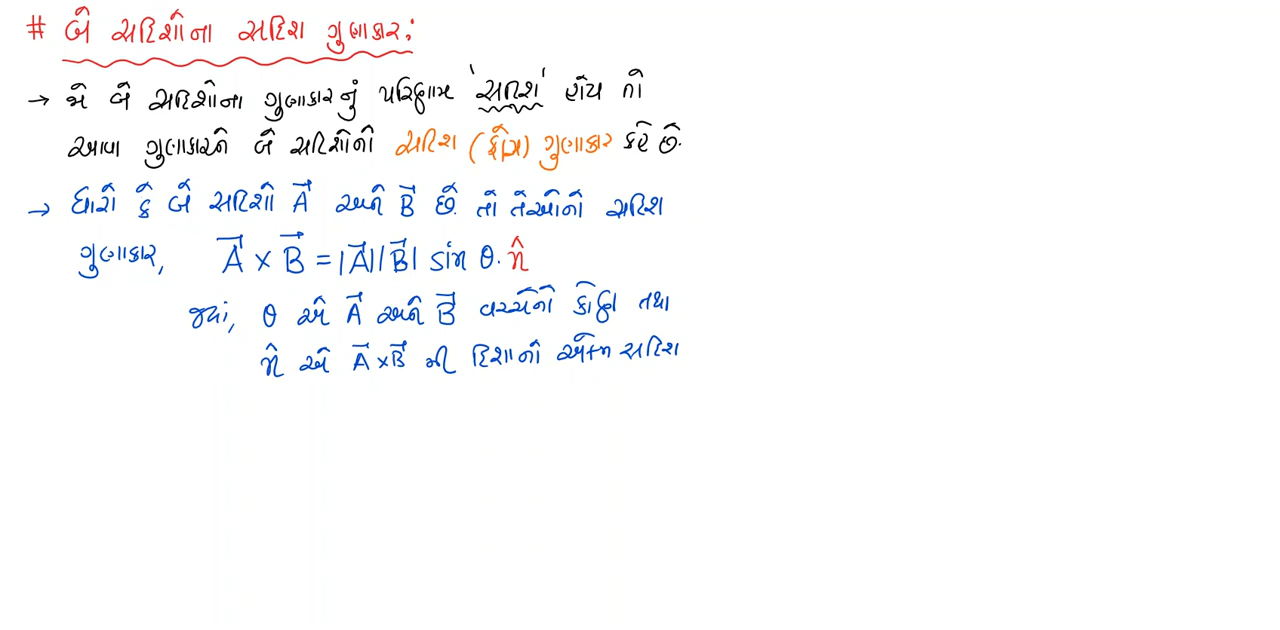 # બે સદિશોના સદિશ ગુણાકાર:
→ જે બે સદિશોના ગુણાકારનું પરિણામ 'સદિશ' હોય તો
આવા ગુણાકારને બે સદિશોનો સદિશ (ક્રોસ) ગુણાકાર કહે છે.
→ ધારો કે બે સદિશો A⃗ અને B⃗ છે. તો તેઓનો સદિશ
ગુણાકાર, A⃗ × B⃗ = |A⃗||B⃗| sin θ. n̂
જ્યાં, θ એ A⃗ અને B⃗ વચ્ચેનો કોણ તથા
n̂ એ A⃗×B⃗ ની દિશાનો એકમ સદિશ